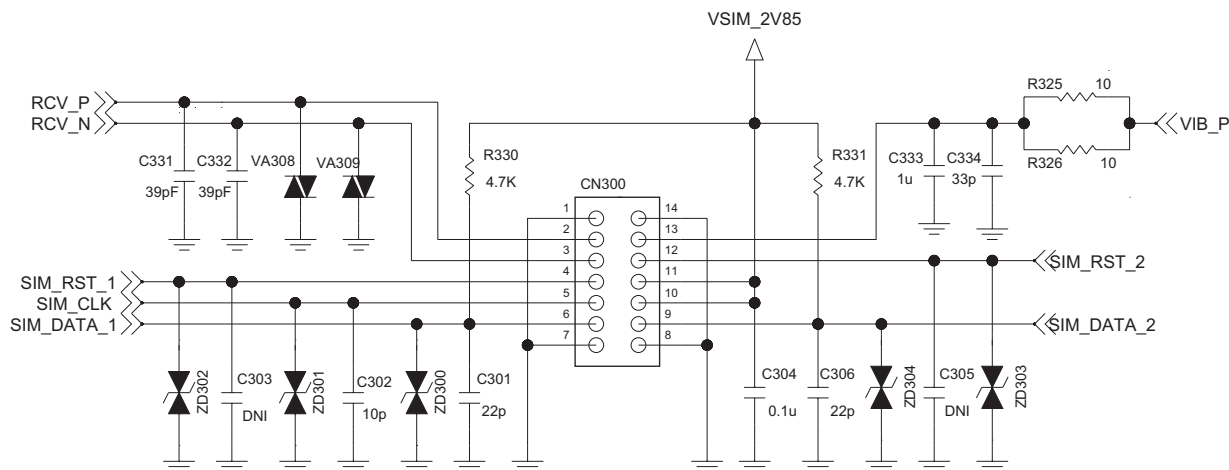 VSIM_2V85
RCV_P
RCV_N
R325 10
VIB_P
R326 10
C331
39pF
C332
39pF
VA308
VA309
R330
4.7K
R331
4.7K
C333
1u
C334
33p
CN300
1 14
2 13
3 12
4 11
5 10
6 9
7 8
SIM_RST_1
SIM_CLK
SIM_DATA_1
SIM_RST_2
SIM_DATA_2
ZD302
C303
DNI
ZD301
C302
10p
ZD300
C301
22p
C304
0.1u
C306
22p
ZD304
C305
DNI
ZD303